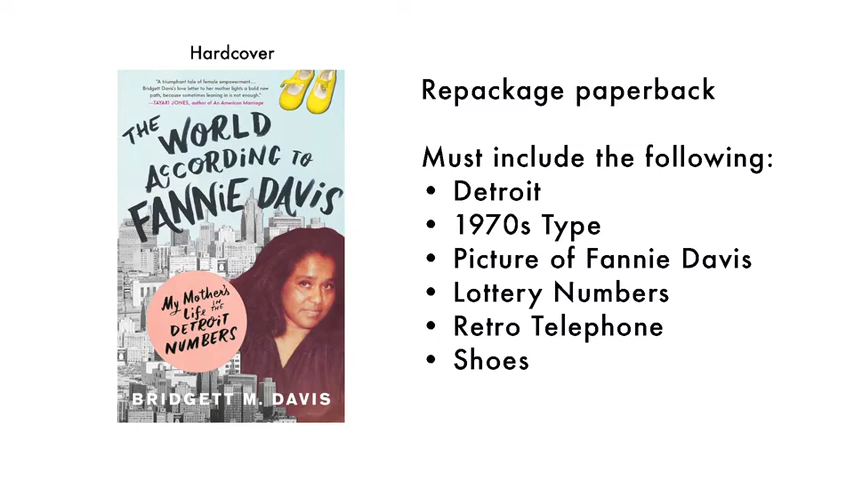 Hardcover
"A triumphant tale of female empowerment...
Bridgett Davis's love letter to her mother lights a bold new
path, because sometimes leaning in is not enough."
—TAYARI JONES, author of An American Marriage
THE
WORLD
ACCORDING TO
FANNIE DAVIS
My Mother's
Life IN THE
DETROIT
NUMBERS
BRIDGETT M. DAVIS
Repackage paperback
Must include the following:
• Detroit
• 1970s Type
• Picture of Fannie Davis
• Lottery Numbers
• Retro Telephone
• Shoes